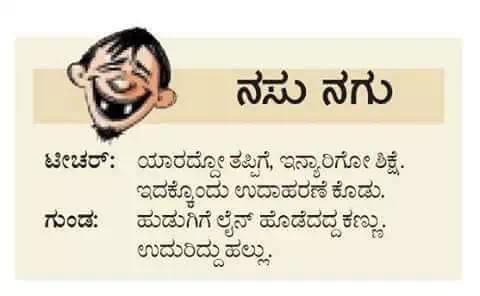 ನಸು ನಗು
ಟೀಚರ್: ಯಾರದ್ದೋ ತಪ್ಪಿಗೆ, ಇನ್ಯಾರಿಗೋ ಶಿಕ್ಷೆ.
ಇದಕ್ಕೊಂದು ಉದಾಹರಣೆ ಕೊಡು.
ಗುಂಡ: ಹುಡುಗಿಗೆ ಲೈನ್ ಹೊಡೆದದ್ದ ಕಣ್ಣು.
ಉದುರಿದ್ದು ಹಲ್ಲು.